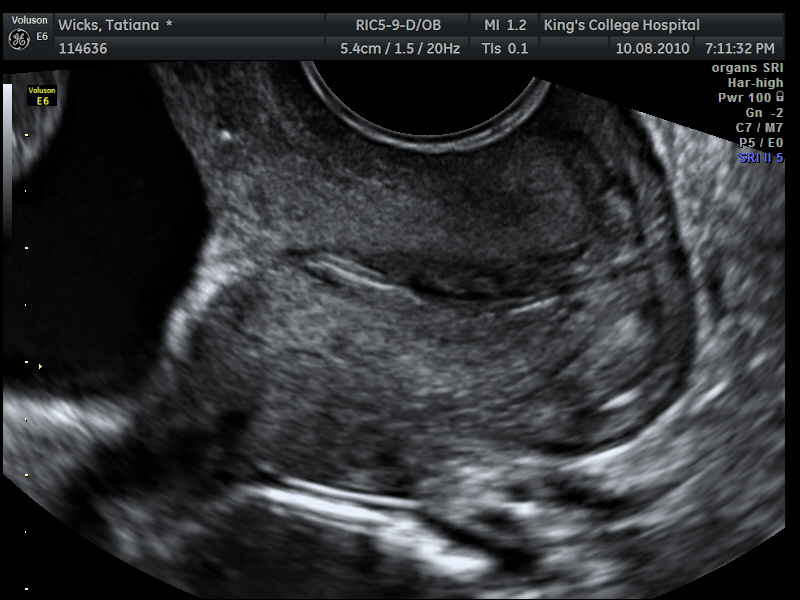 Voluson E6
Wicks, Tatiana *
RIC5-9-D/OB
MI 1.2
King's College Hospital
114636
5.4cm / 1.5 / 20Hz
TIs 0.1
10.08.2010
7:11:32 PM
Voluson E6
organs SRI
Har-high
Pwr 100
Gn -2
C7 / M7
P5 / E0
SRI II 5